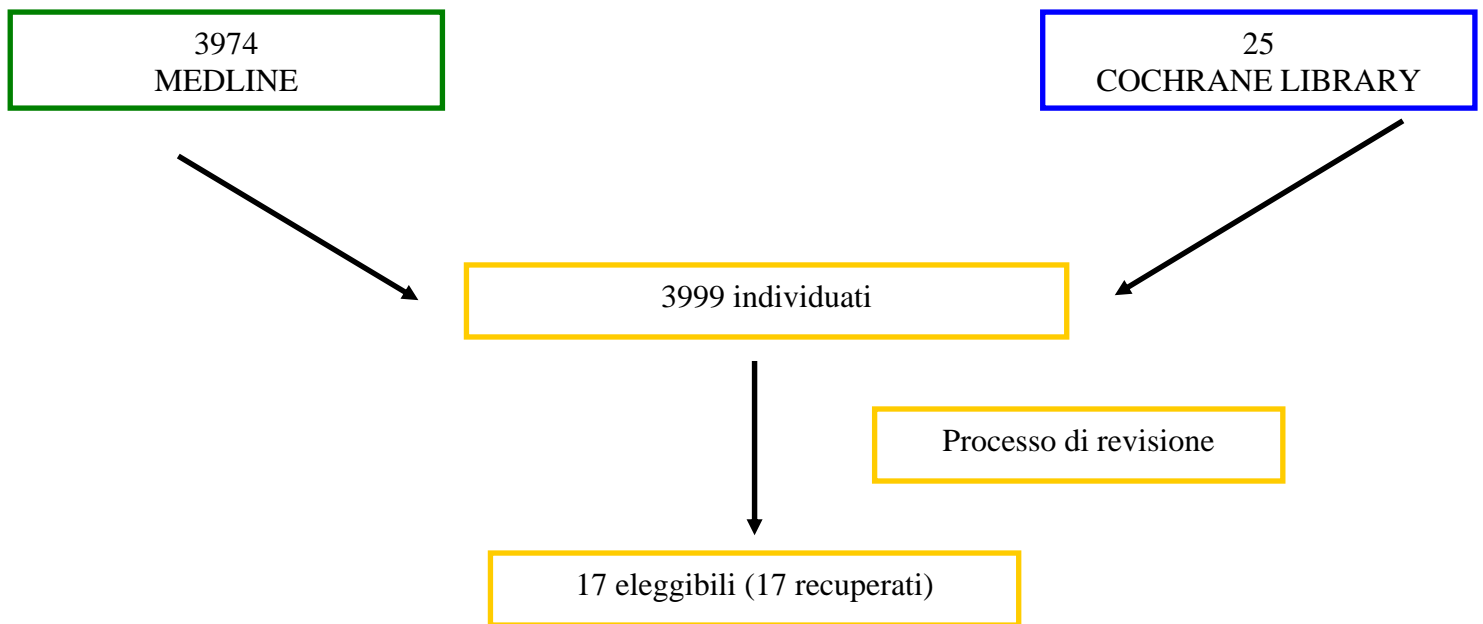 3974
MEDLINE
25
COCHRANE LIBRARY
3999 individuati
Processo di revisione
17 eleggibili (17 recuperati)